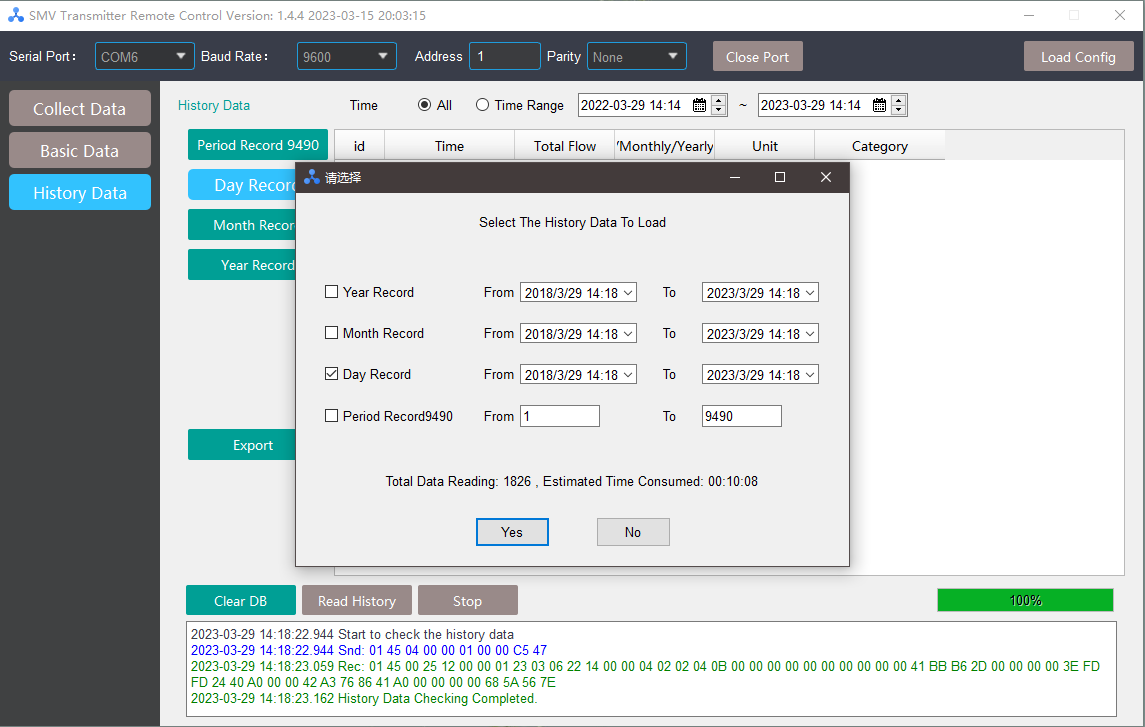 SMV Transmitter Remote Control Version: 1.4.4 2023-03-15 20:03:15
Serial Port: COM6 Baud Rate: 9600 Address 1 Parity None Close Port Load Config
Collect Data
Basic Data
History Data
History Data Time All Time Range 2022-03-29 14:14 ~ 2023-03-29 14:14
Period Record 9490 id Time Total Flow /Monthly/Yearly Unit Category
Day Record
Month Recor
Year Record
Export
请选择
Select The History Data To Load
Year Record From 2018/3/29 14:18 To 2023/3/29 14:18
Month Record From 2018/3/29 14:18 To 2023/3/29 14:18
Day Record From 2018/3/29 14:18 To 2023/3/29 14:18
Period Record9490 From 1 To 9490
Total Data Reading: 1826 , Estimated Time Consumed: 00:10:08
Yes No
Clear DB Read History Stop 100%
2023-03-29 14:18:22.944 Start to check the history data
2023-03-29 14:18:22.944 Snd: 01 45 04 00 00 01 00 00 C5 47
2023-03-29 14:18:23.059 Rec: 01 45 00 25 12 00 00 01 23 03 06 22 14 00 00 04 02 02 04 0B 00 00 00 00 00 00 00 00 00 00 41 BB B6 2D 00 00 00 00 3E FD
FD 24 40 A0 00 00 42 A3 76 86 41 A0 00 00 00 00 68 5A 56 7E
2023-03-29 14:18:23.162 History Data Checking Completed.